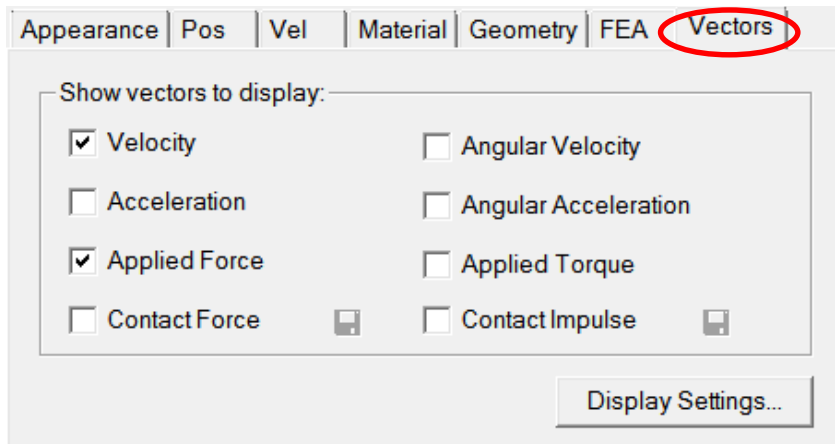 Appearance Pos Vel Material Geometry FEA Vectors
Show vectors to display:
Velocity Angular Velocity
Acceleration Angular Acceleration
Applied Force Applied Torque
Contact Force Contact Impulse
Display Settings...